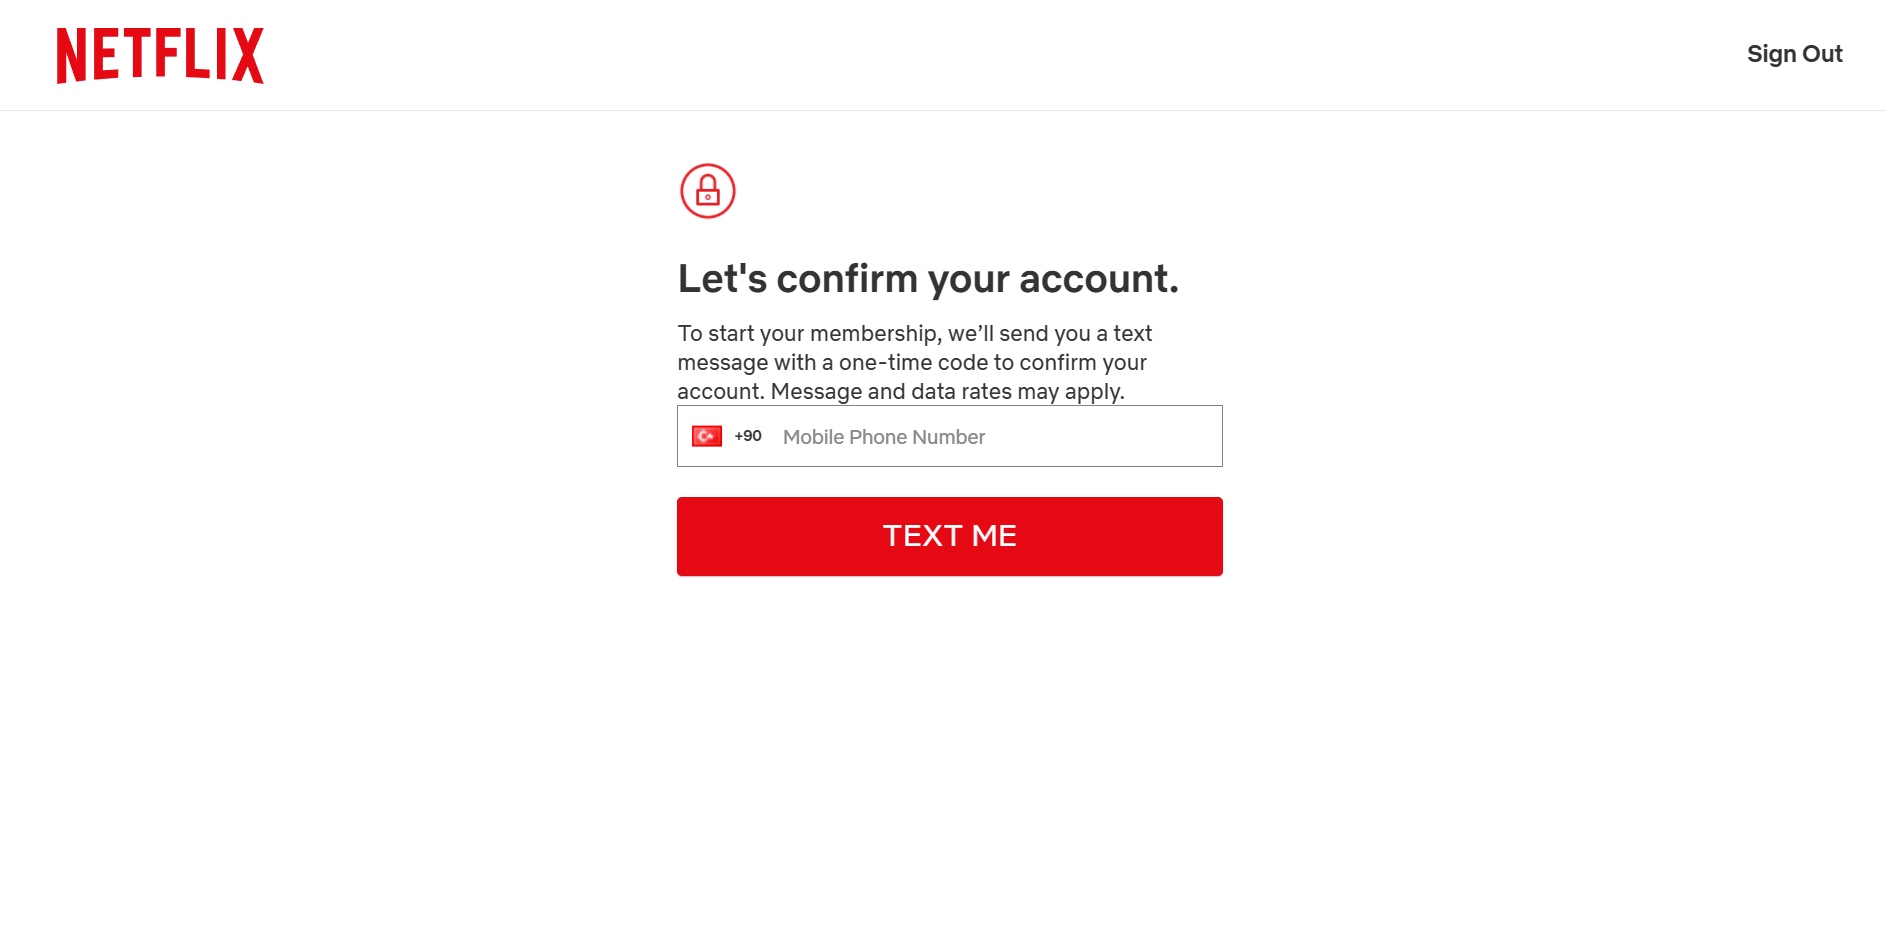 NETFLIX
Sign Out
Let's confirm your account.
To start your membership, we’ll send you a text
message with a one-time code to confirm your
account. Message and data rates may apply.
+90 Mobile Phone Number
TEXT ME